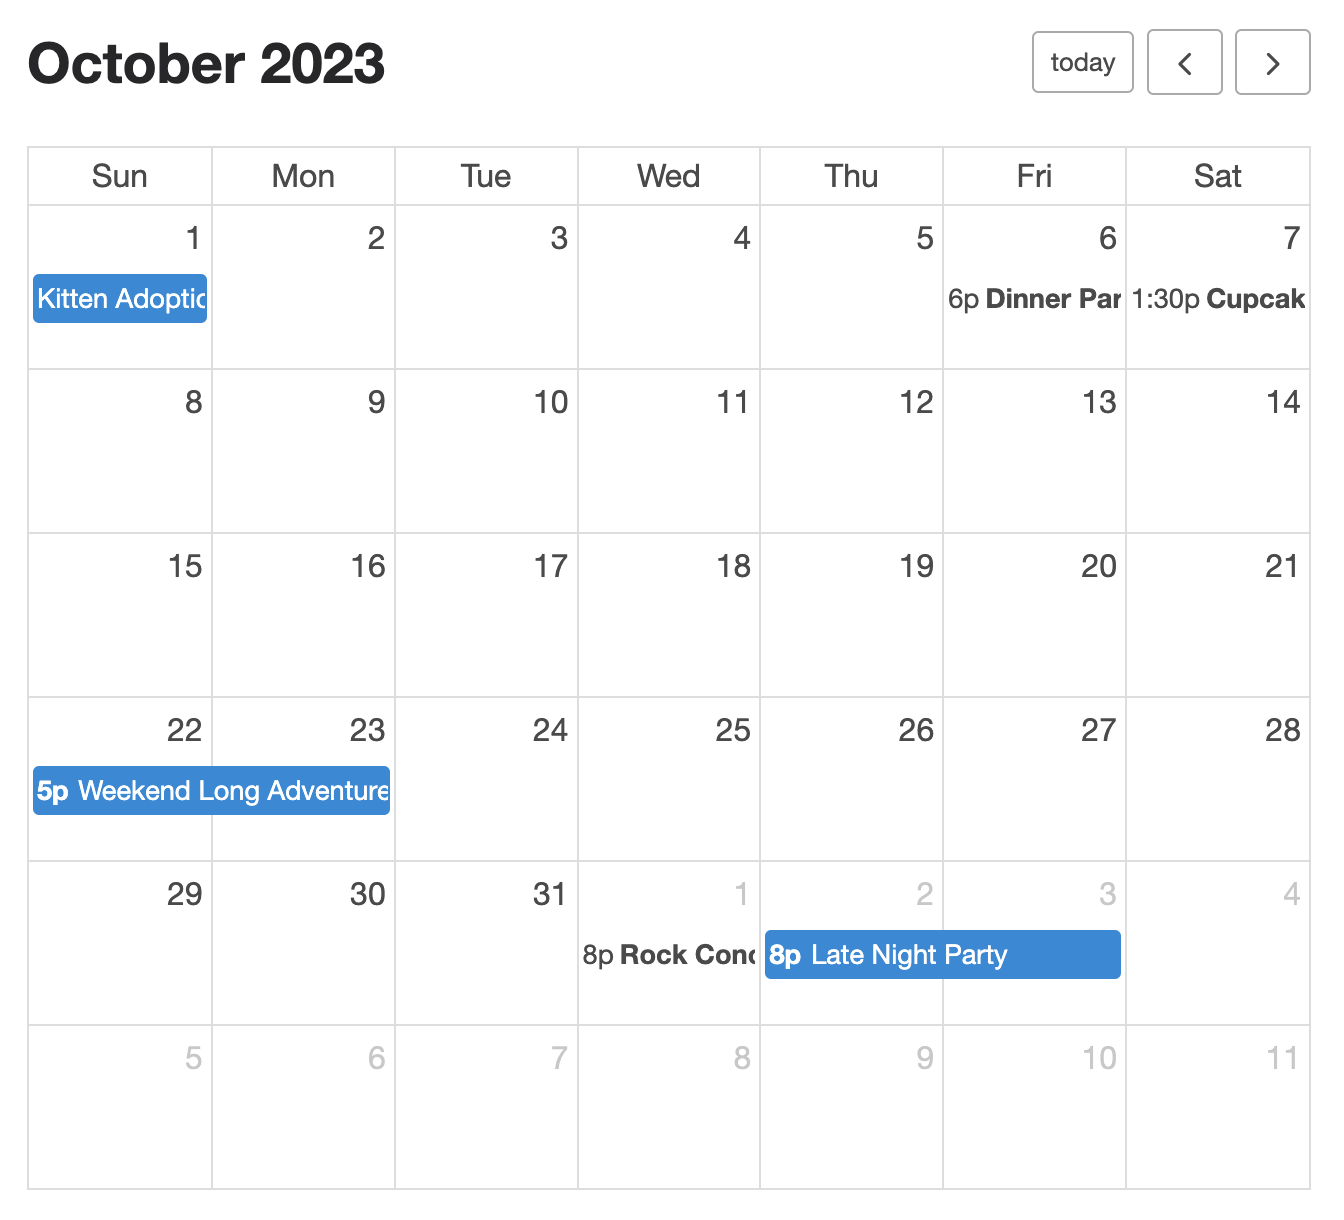 October 2023
today
Sun Mon Tue Wed Thu Fri Sat
1 2 3 4 5 6 7
Kitten Adoptic 6p Dinner Par 1:30p Cupcak
8 9 10 11 12 13 14
15 16 17 18 19 20 21
22 23 24 25 26 27 28
5p Weekend Long Adventure
29 30 31 1 2 3 4
8p Rock Conc 8p Late Night Party
5 6 7 8 9 10 11